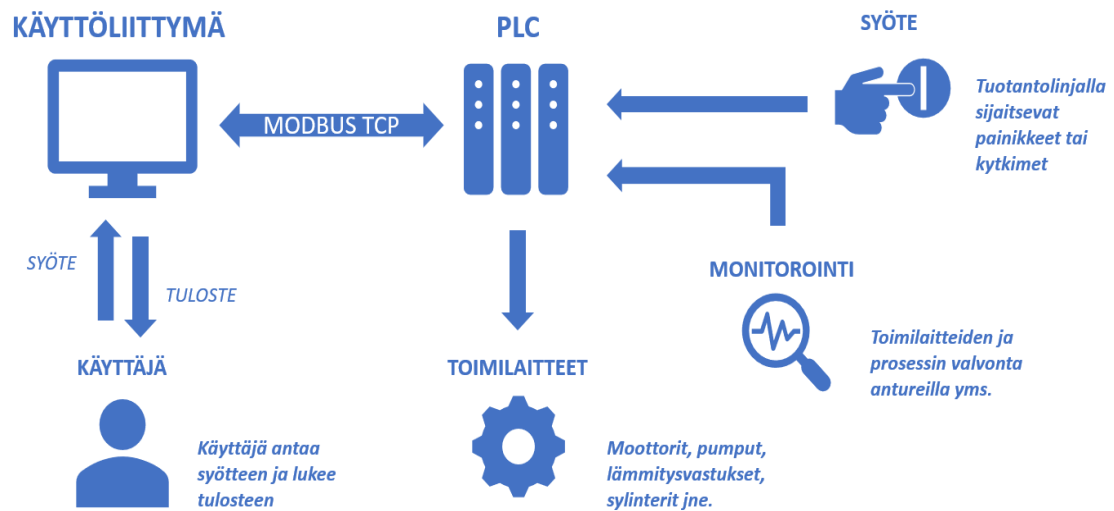 KÄYTTÖLIITTYMÄ
PLC
SYÖTE
MODBUS TCP
Tuotantolinjalla
sijaitsevat
painikkeet tai
kytkimet
SYÖTE
TULOSTE
MONITOROINTI
Toimilaitteiden ja
prosessin valvonta
antureilla yms.
KÄYTTÄJÄ
Käyttäjä antaa
syötteen ja lukee
tulosteen
TOIMILAITTEET
Moottorit, pumput,
lämmitysvastukset,
sylinterit jne.